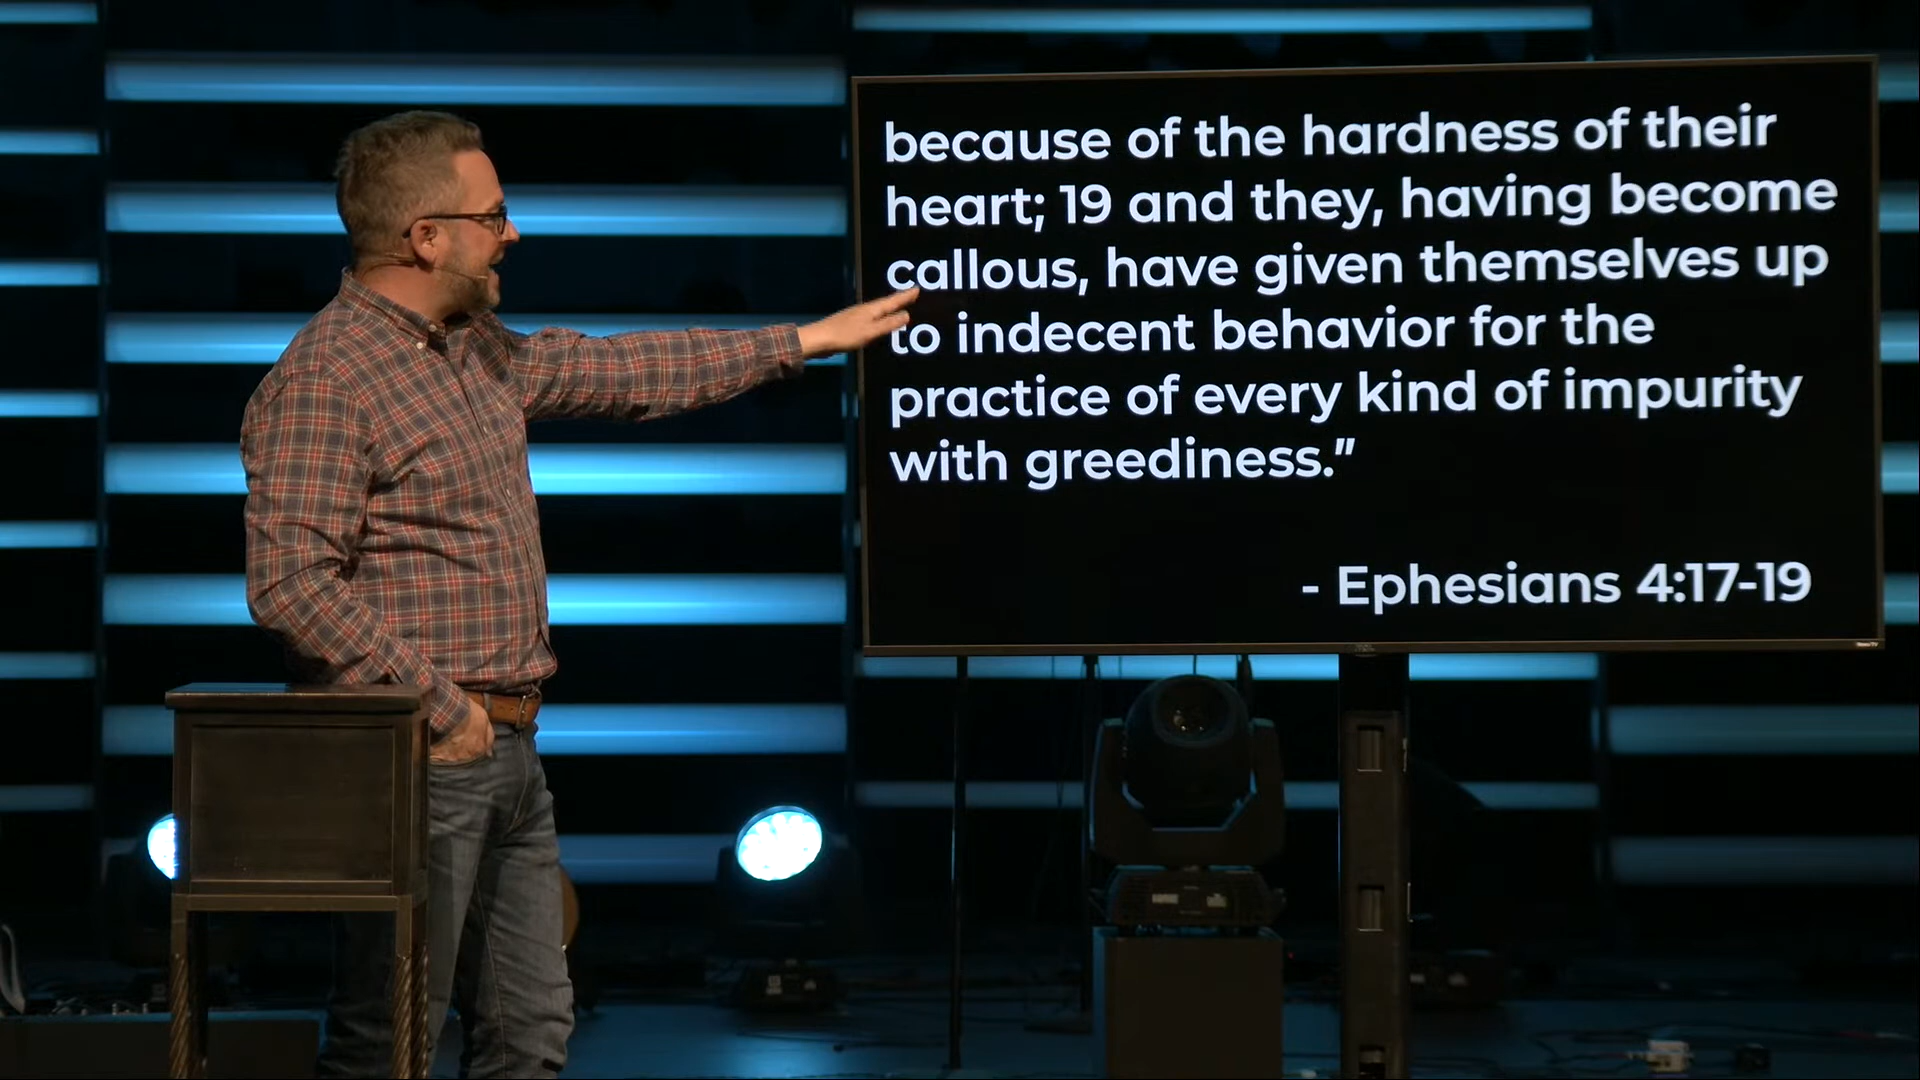 because of the hardness of their
heart; 19 and they, having become
callous, have given themselves up
to indecent behavior for the
practice of every kind of impurity
with greediness.”
- Ephesians 4:17-19